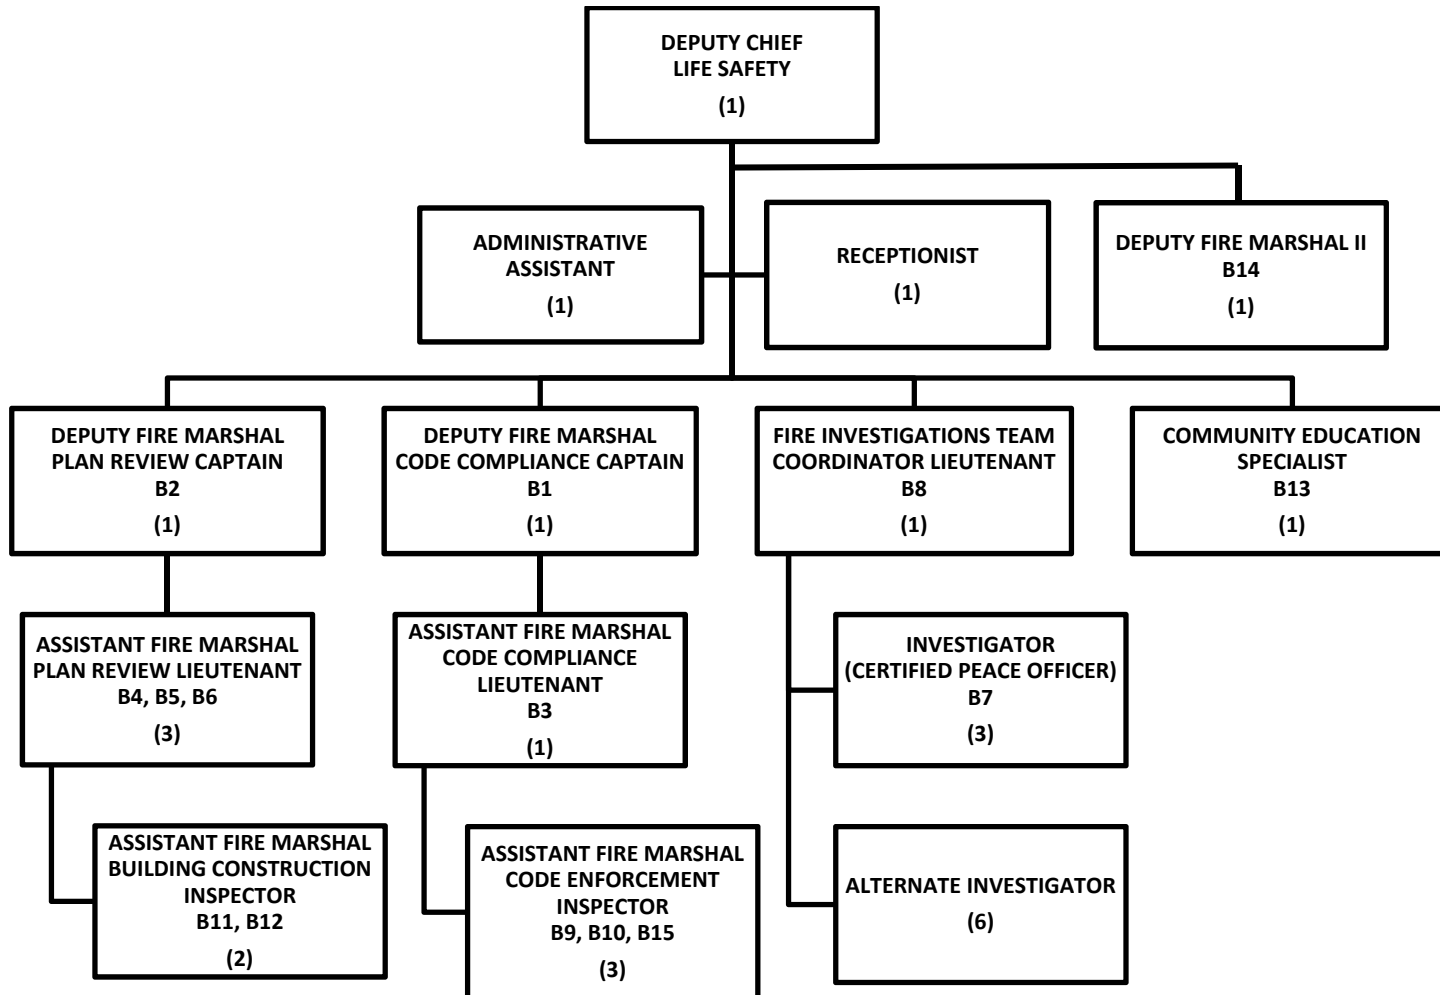 DEPUTY CHIEF
LIFE SAFETY
(1)
ADMINISTRATIVE
ASSISTANT
(1)
RECEPTIONIST
(1)
DEPUTY FIRE MARSHAL II
B14
(1)
DEPUTY FIRE MARSHAL
PLAN REVIEW CAPTAIN
B2
(1)
DEPUTY FIRE MARSHAL
CODE COMPLIANCE CAPTAIN
B1
(1)
FIRE INVESTIGATIONS TEAM
COORDINATOR LIEUTENANT
B8
(1)
COMMUNITY EDUCATION
SPECIALIST
B13
(1)
ASSISTANT FIRE MARSHAL
PLAN REVIEW LIEUTENANT
B4, B5, B6
(3)
ASSISTANT FIRE MARSHAL
CODE COMPLIANCE
LIEUTENANT
B3
(1)
INVESTIGATOR
(CERTIFIED PEACE OFFICER)
B7
(3)
ASSISTANT FIRE MARSHAL
BUILDING CONSTRUCTION
INSPECTOR
B11, B12
(2)
ASSISTANT FIRE MARSHAL
CODE ENFORCEMENT
INSPECTOR
B9, B10, B15
(3)
ALTERNATE INVESTIGATOR
(6)